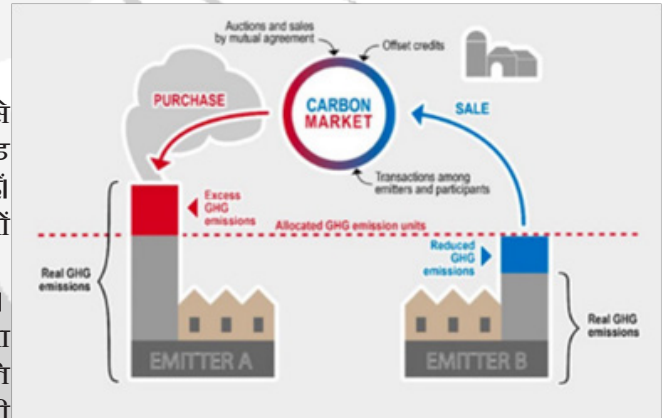 Auctions and sales
by mutual agreement
Offset credits
PURCHASE
CARBON
MARKET
SALE
से
Transactions among
emitters and participants
Excess
GHG
emissions
Allocated GHG emission units
Reduced
GHG
emissions
Real GHG
emissions
Real GHG
emissions
EMITTER A
EMITTER B